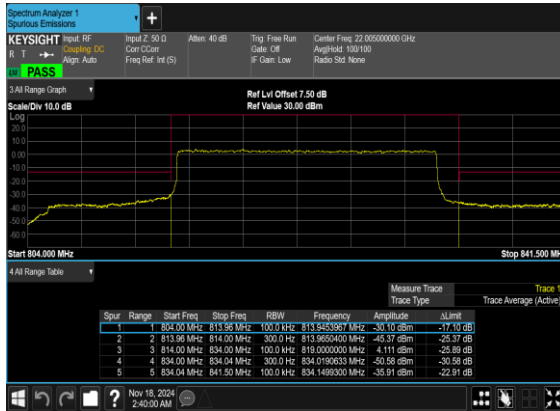 Spectrum Analyzer 1
Spurious Emissions
KEYSIGHT Input: RF Input Z: 50 Ω Atten: 40 dB Trig: Free Run Center Freq: 22.005000000 GHz
R T Coupling: DC Corr CCorr Gate: Off Avg|Hold: 100/100
Align: Auto Freq Ref: Int (S) IF Gain: Low Radio Std: None
PASS
3 All Range Graph
Ref Lvl Offset 7.50 dB
Scale/Div 10.0 dB Ref Value 30.00 dBm
Log
20.0
10.0
0.00
-10.0
-20.0
-30.0
-40.0
-50.0
-60.0
Start 804.000 MHz Stop 841.500 MH
4 All Range Table
Measure Trace Trace 1
Trace Type Trace Average (Active)
Spur Range Start Freq Stop Freq RBW Frequency Amplitude ΔLimit
1 1 804.00 MHz 813.96 MHz 100.0 kHz 813.9453967 MHz -30.10 dBm -17.10 dB
2 2 813.96 MHz 814.00 MHz 300.0 Hz 813.9650400 MHz -45.37 dBm -25.37 dB
3 3 814.00 MHz 834.00 MHz 100.0 kHz 819.0000000 MHz 4.111 dBm -25.89 dB
4 4 834.00 MHz 834.04 MHz 300.0 Hz 834.0190633 MHz -50.58 dBm -30.58 dB
5 5 834.04 MHz 841.50 MHz 100.0 kHz 834.1499300 MHz -35.91 dBm -22.91 dB
Nov 18, 2024
2:40:00 AM